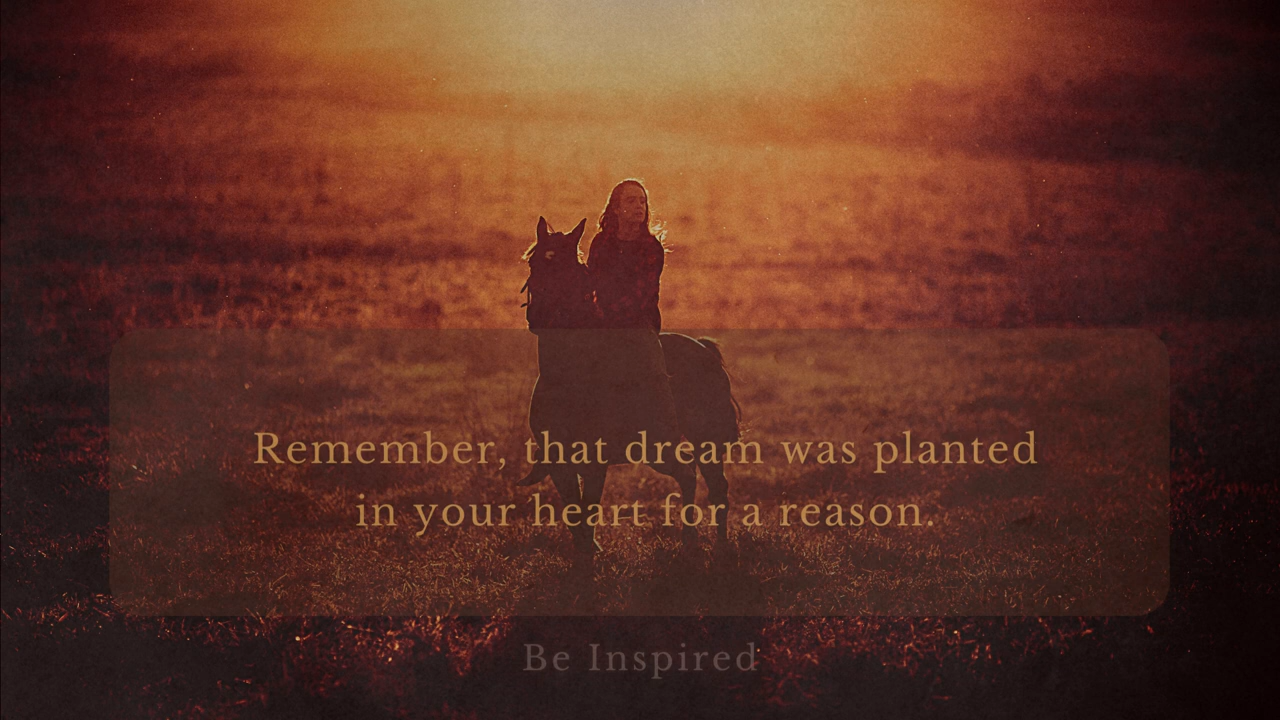 Remember, that dream was planted
in your heart for a reason.
Be Inspired